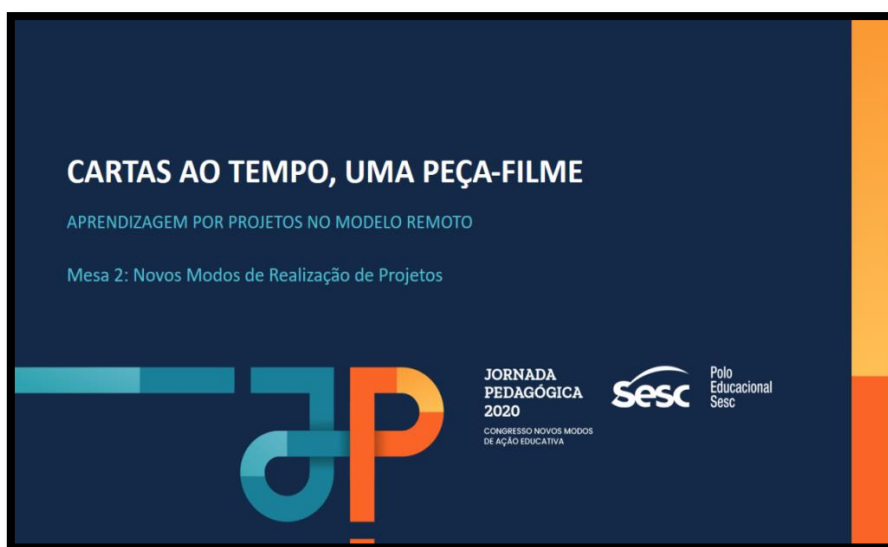 CARTAS AO TEMPO, UMA PEÇA-FILME
APRENDIZAGEM POR PROJETOS NO MODELO REMOTO
Mesa 2: Novos Modos de Realização de Projetos
JORNADA
PEDAGÓGICA
2020
CONGRESSO NOVOS MODOS
DE AÇÃO EDUCATIVA
Sesc
Polo
Educacional
Sesc
JP